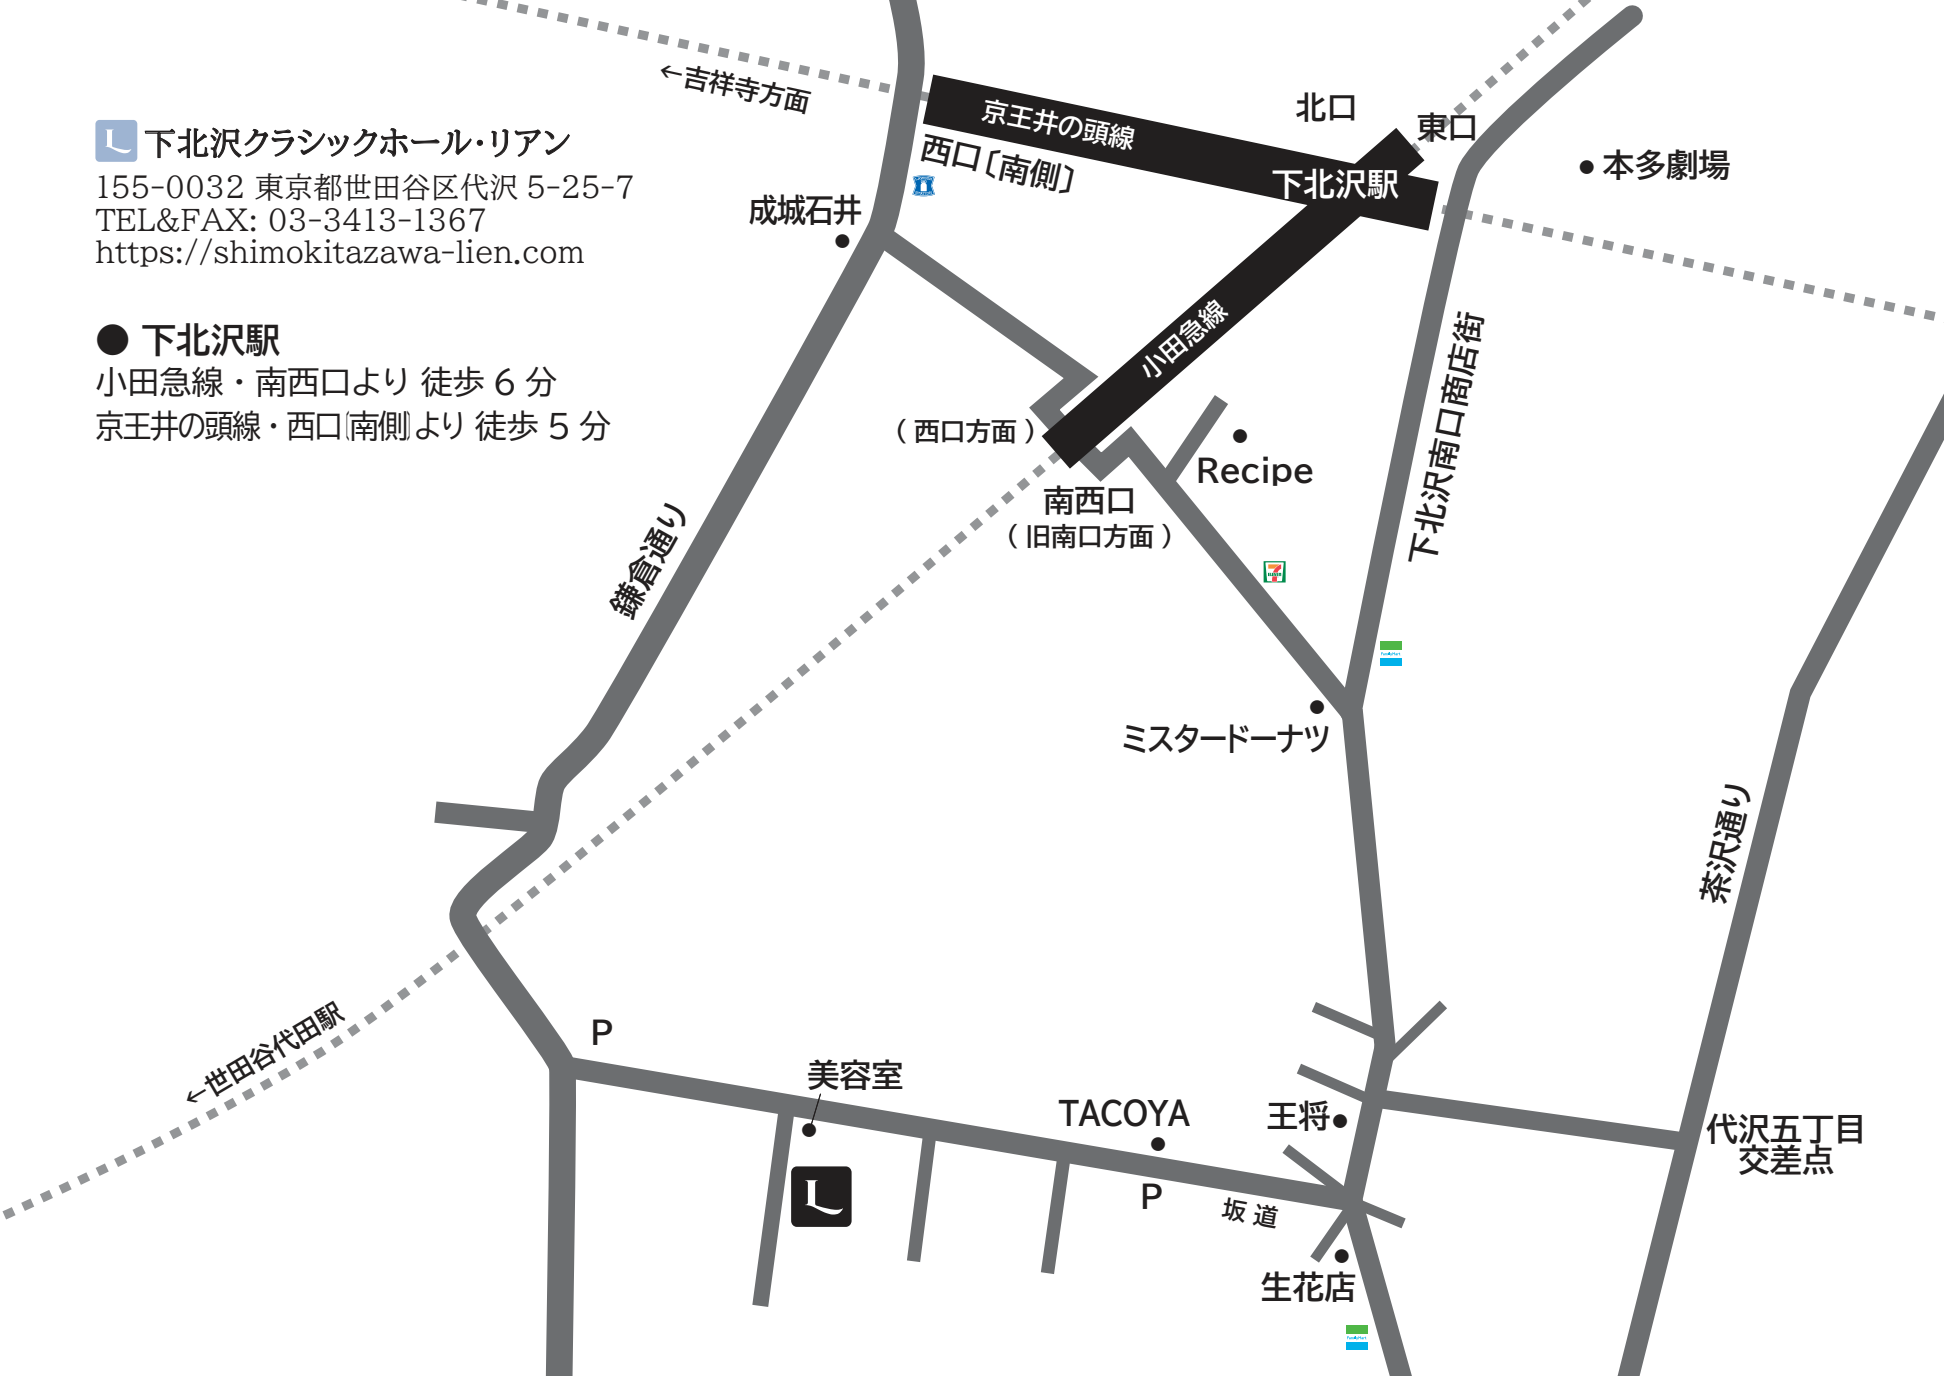 下北沢クラシックホール・リアン
155-0032 東京都世田谷区代沢 5-25-7
TEL&FAX: 03-3413-1367
https://shimokitazawa-lien.com
● 下北沢駅
小田急線・南西口より 徒歩 6 分
京王井の頭線・西口[南側]より 徒歩 5 分
←吉祥寺方面
京王井の頭線
西口〔南側〕
北口
東口
下北沢駅
本多劇場
成城石井
小田急線
下北沢南口商店街
( 西口方面 )
Recipe
南西口
( 旧南口方面 )
鎌倉通り
ミスタードーナツ
茶沢通り
←世田谷代田駅
P
美容室
TACOYA
王将
代沢五丁目
交差点
L
P
坂道
生花店